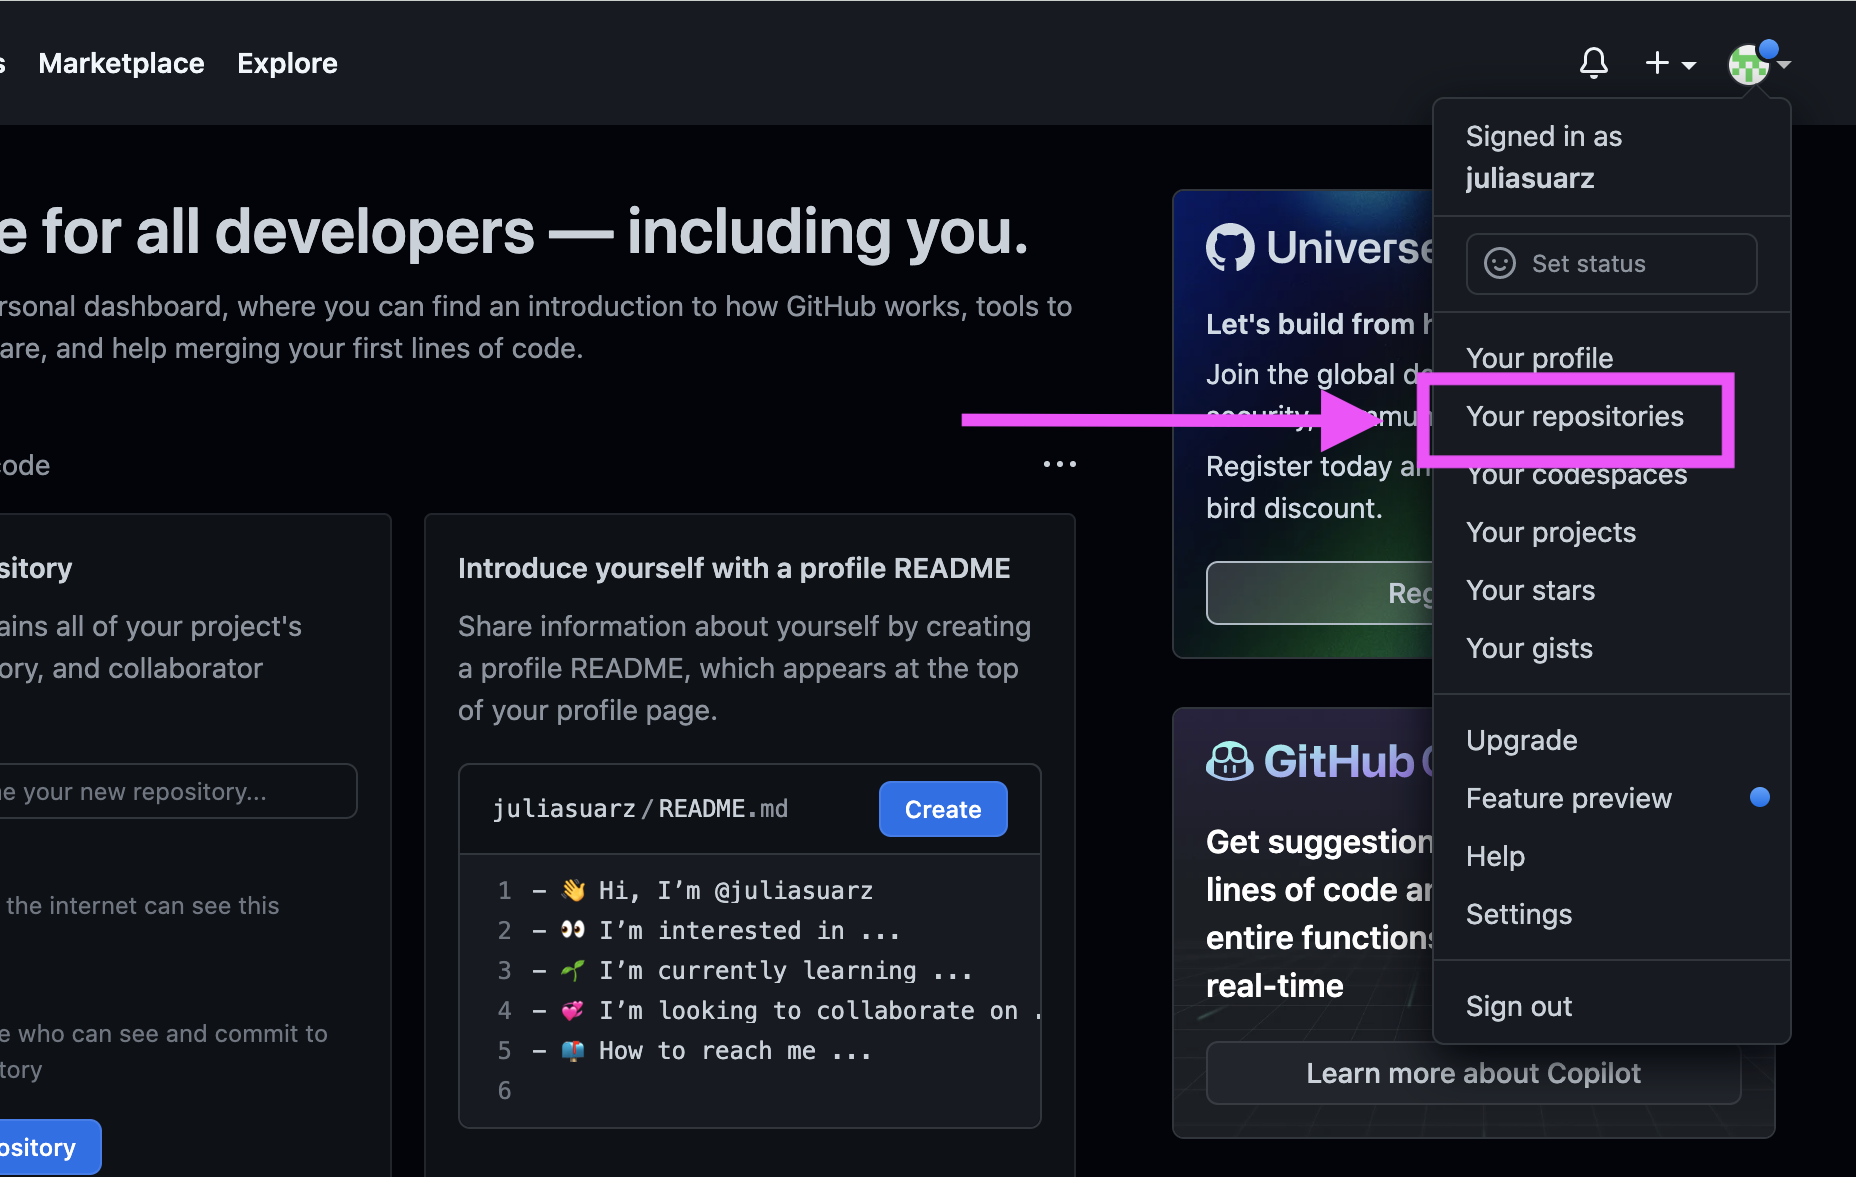 Marketplace
Explore
Signed in as
juliasuarz
Set status
Your profile
Your repositories
Your codespaces
Your projects
Your stars
Your gists
Upgrade
Feature preview
Help
Settings
Sign out
e for all developers — including you.
rsonal dashboard, where you can find an introduction to how GitHub works, tools to
are, and help merging your first lines of code.
code
sitory
ains all of your project's
ory, and collaborator
e your new repository...
the internet can see this
e who can see and commit to
tory
ository
Introduce yourself with a profile README
Share information about yourself by creating
a profile README, which appears at the top
of your profile page.
juliasuarz/README.md
Create
1 - 👋 Hi, I’m @juliasuarz
2 - 👀 I’m interested in ...
3 - 🌱 I’m currently learning ...
4 - 💞️ I’m looking to collaborate on .
5 - 📫 How to reach me ...
6
Universe
Let's build from h
Join the global de
security, commu
Register today an
bird discount.
Reg
GitHub C
Get suggestion
lines of code an
entire functions
real-time
Learn more about Copilot